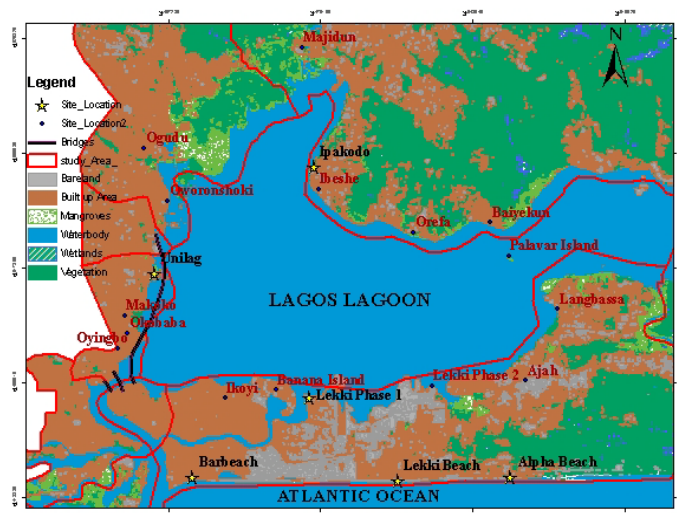 Majidun
N
Legend
Site_Location
Site_Location2
Bridges
study_Area_
Bareland
Built up Area
Mangroves
Waterbody
Wetlands
Vegetation
Ogudu
Ipakodo
Ibeshe
Oworonshoki
Orefa
Baiyekun
Palavar Island
Unilag
LAGOS LAGOON
Langbassa
Makoko
Okobaba
Oyingbo
Ikoyi
Banana Island
Lekki Phase 1
Lekki Phase 2
Ajah
Barbeach
Lekki Beach
Alpha Beach
ATLANTIC OCEAN